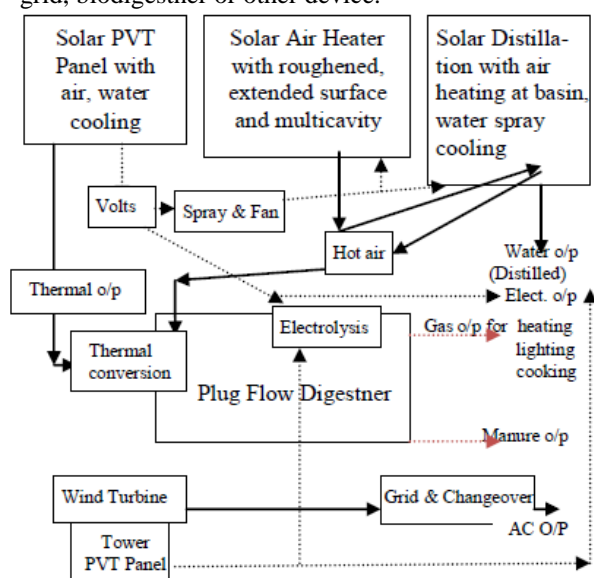 grid, biodigestner or other device.
Solar PVT
Panel with
air, water
cooling
Solar Air Heater
with roughened,
extended surface
and multicavity
Solar Distilla-
tion with air
heating at basin,
water spray
cooling
Volts
Spray & Fan
Hot air
Water o/p
(Distilled)
Elect. o/p
Thermal o/p
Electrolysis
Gas o/p for heating
lighting
cooking
Thermal
conversion
Plug Flow Digestner
Manure o/p
Wind Turbine
Grid & Changeover
AC O/P
Tower
PVT Panel